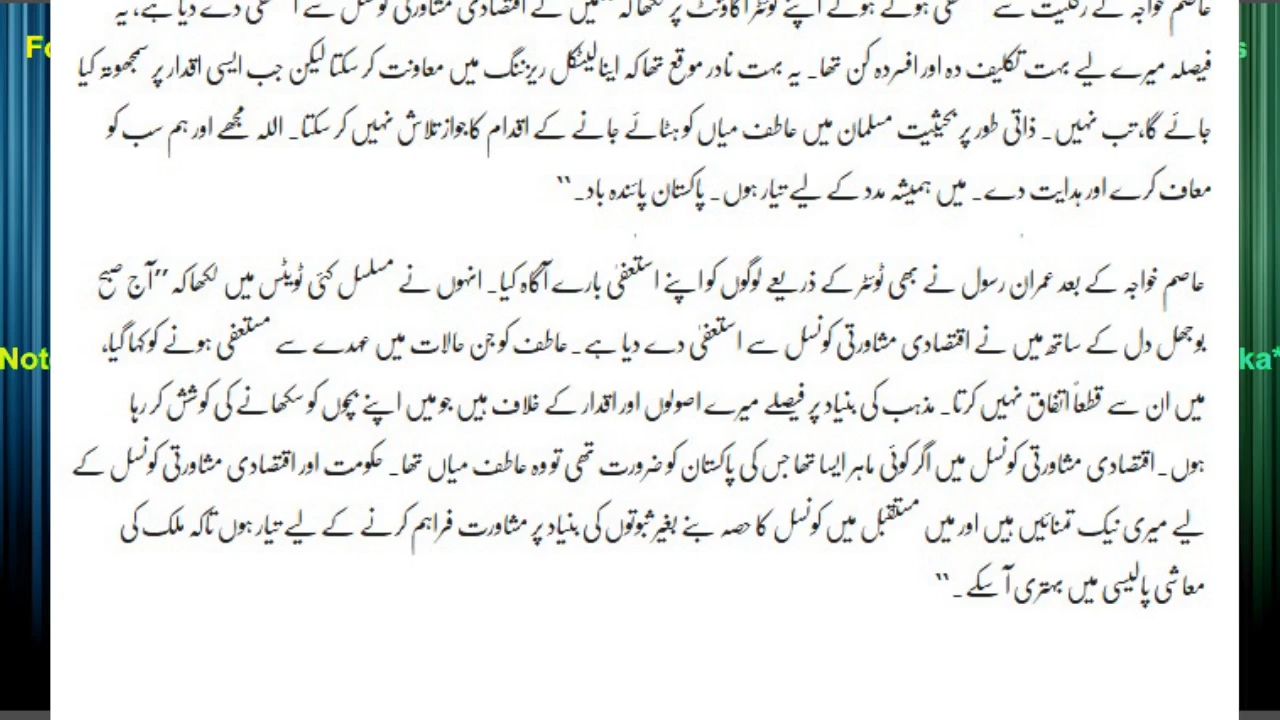 عاصم خواجہ نے رکنیت سے مستعفی ہوتے ہوئے اپنے ٹوئٹر اکاؤنٹ پر لکھا کہ ”میں نے اقتصادی مشاورتی کونسل سے استعفیٰ دے دیا ہے، یہ
Fo
فیصلہ میرے لیے بہت تکلیف دہ اور افسردہ کن تھا۔ یہ بہت نادر موقع تھا کہ اینالیٹیکل ریزننگ میں معاونت کر سکتا لیکن جب ایسی اقدار پر سمجھوتہ کیا
s
جائے گا، تب نہیں۔ ذاتی طور پر بحیثیت مسلمان میں عاطف میاں کو ہٹائے جانے کے اقدام کا جواز تلاش نہیں کر سکتا۔ اللہ مجھے اور ہم سب کو
معاف کرے اور ہدایت دے۔ میں ہمیشہ مدد کے لیے تیار ہوں۔ پاکستان پائندہ باد۔“
عاصم خواجہ کے بعد عمران رسول نے بھی ٹوئٹر کے ذریعے لوگوں کو اپنے استعفیٰ بارے آگاہ کیا۔ انہوں نے مسلسل کئی ٹویٹس میں لکھا کہ ”آج صبح
بوجھل دل کے ساتھ میں نے اقتصادی مشاورتی کونسل سے استعفیٰ دے دیا ہے۔ عاطف کو جن حالات میں عہدے سے مستعفی ہونے کو کہا گیا،
Not
ka*
میں ان سے قطعاً اتفاق نہیں کرتا۔ مذہب کی بنیاد پر فیصلے میرے اصولوں اور اقدار کے خلاف ہیں جو میں اپنے بچوں کو سکھانے کی کوشش کر رہا
ہوں۔ اقتصادی مشاورتی کونسل میں اگر کوئی ماہر ایسا تھا جس کی پاکستان کو ضرورت تھی تو وہ عاطف میاں تھا۔ حکومت اور اقتصادی مشاورتی کونسل کے
لیے میری نیک تمنائیں ہیں اور میں مستقبل میں کونسل کا حصہ بنے بغیر ثبوتوں کی بنیاد پر مشاورت فراہم کرنے کے لیے تیار ہوں تاکہ ملک کی
معاشی پالیسی میں بہتری آ سکے۔“